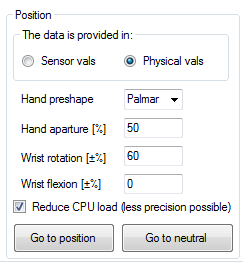 Position
The data is provided in:
Sensor vals Physical vals
Hand preshape Palmar
Hand aparture [%] 50
Wrist rotation [±%] 60
Wrist flexion [±%] 0
Reduce CPU load (less precision possible)
Go to position Go to neutral